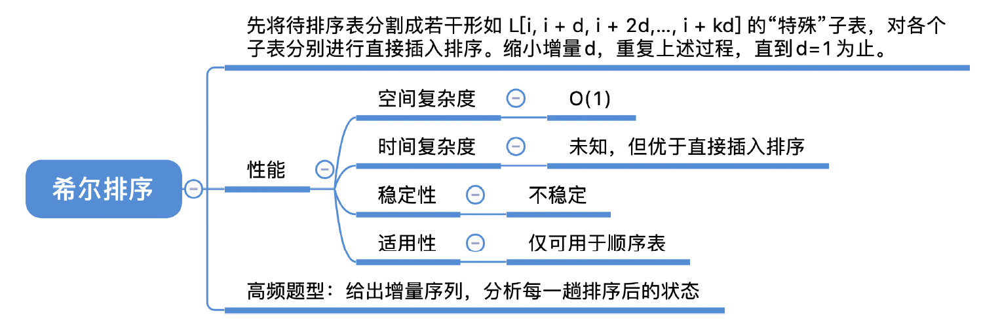 先将待排序表分割成若干形如 L[i, i + d, i + 2d,..., i + kd] 的“特殊”子表，对各个
子表分别进行直接插入排序。缩小增量d，重复上述过程，直到d=1为止。
空间复杂度 O(1)
时间复杂度 未知，但优于直接插入排序
性能
希尔排序
稳定性 不稳定
适用性 仅可用于顺序表
高频题型：给出增量序列，分析每一趟排序后的状态